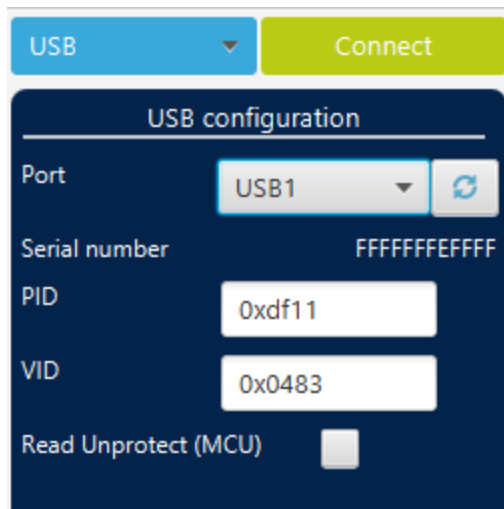 USB Connect
USB configuration
Port USB1
Serial number FFFFFFFEFFFF
PID 0xdf11
VID 0x0483
Read Unprotect (MCU)